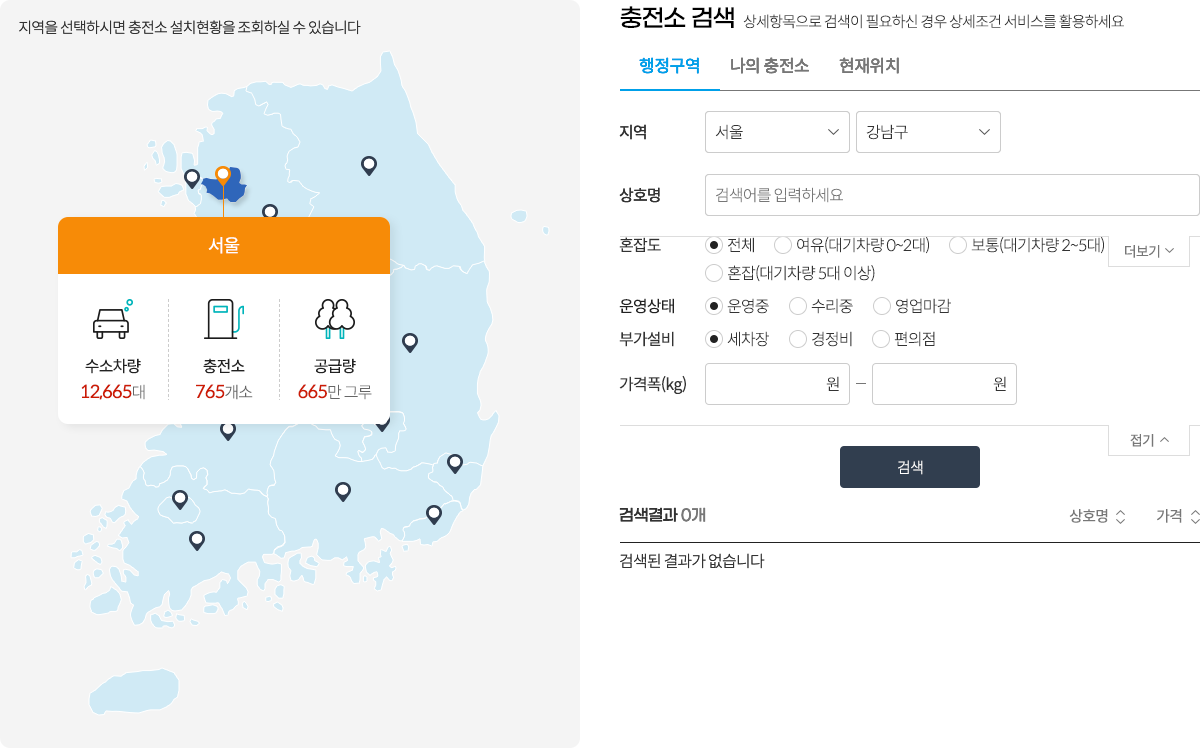 지역을 선택하시면 충전소 설치현황을 조회하실 수 있습니다
서울
수소차량 충전소 공급량
12,665대 765개소 665만 그루
충전소 검색 상세항목으로 검색이 필요하신 경우 상세조건 서비스를 활용하세요
행정구역 나의 충전소 현재위치
지역 서울 강남구
상호명 검색어를 입력하세요
혼잡도 전체 여유(대기차량 0~2대) 보통(대기차량 2~5대) 더보기
혼잡(대기차량 5대 이상)
운영상태 운영중 수리중 영업마감
부가설비 세차장 경정비 편의점
가격폭(kg) 원 – 원
접기
검색
검색결과 0개 상호명 가격
검색된 결과가 없습니다